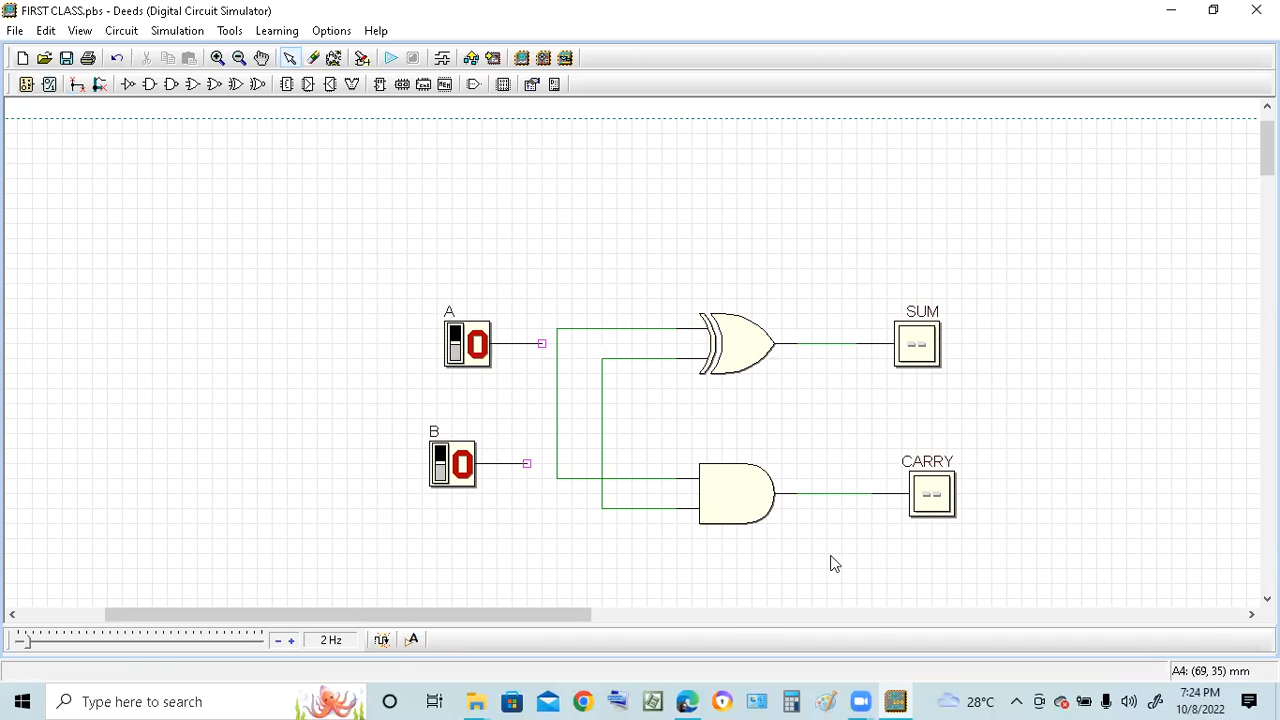 FIRST CLASS.pbs - Deeds (Digital Circuit Simulator)
File Edit View Circuit Simulation Tools Learning Options Help
A
0
SUM
--
B
0
CARRY
--
2 Hz
A
A4: (69, 35) mm
Type here to search
28°C
7:24 PM
10/8/2022